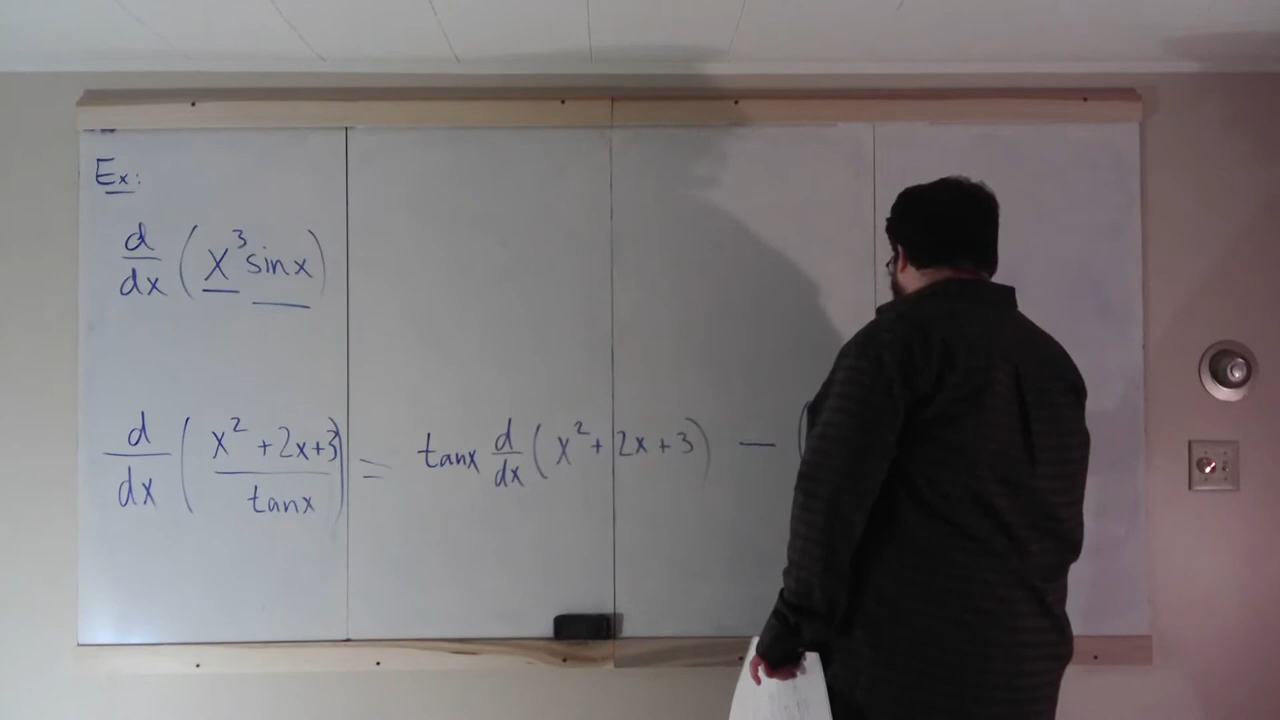 Ex:
d/dx (x³ sinx)
d/dx ( (x² + 2x + 3) / tanx ) = tanx d/dx (x² + 2x + 3) − (